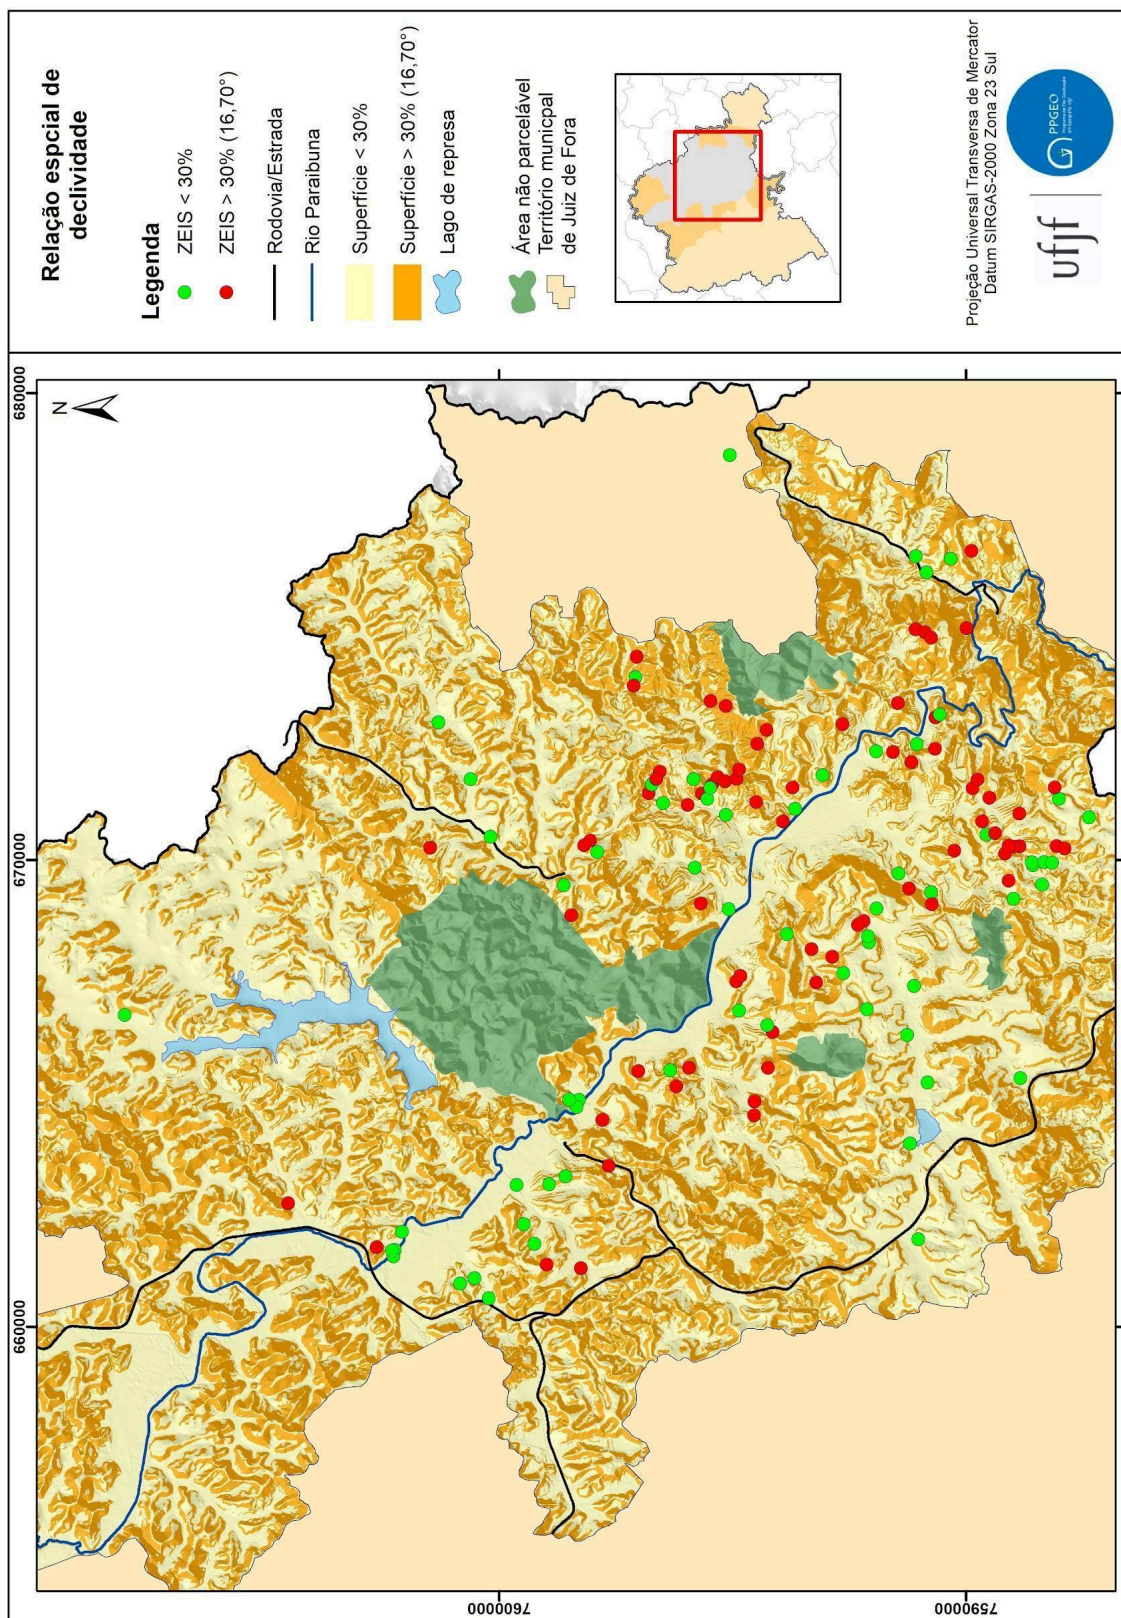 Relação espcial de
declividade
Legenda
ZEIS < 30%
ZEIS > 30% (16,70°)
Rodovia/Estrada
Rio Paraibuna
Superfície < 30%
Superfície > 30% (16,70°)
Lago de represa
Área não parcelável
Território municpal
de Juiz de Fora
Projeção Universal Transversa de Mercator
Datum SIRGAS-2000 Zona 23 Sul
ufjf
PPGEO
N
660000
670000
680000
7600000
7590000